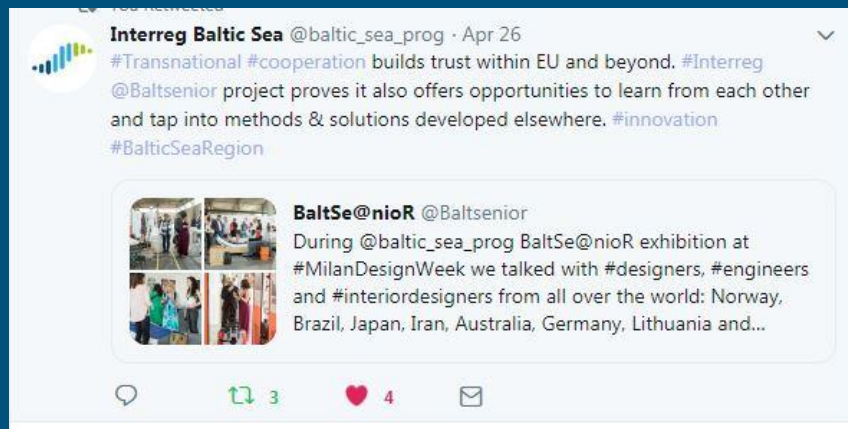 You Retweeted
Interreg Baltic Sea @baltic_sea_prog · Apr 26
#Transnational #cooperation builds trust within EU and beyond. #Interreg
@Baltsenior project proves it also offers opportunities to learn from each other
and tap into methods & solutions developed elsewhere. #innovation
#BalticSeaRegion
BaltSe@nioR @Baltsenior
During @baltic_sea_prog BaltSe@nioR exhibition at
#MilanDesignWeek we talked with #designers, #engineers
and #interiordesigners from all over the world: Norway,
Brazil, Japan, Iran, Australia, Germany, Lithuania and...
3 4